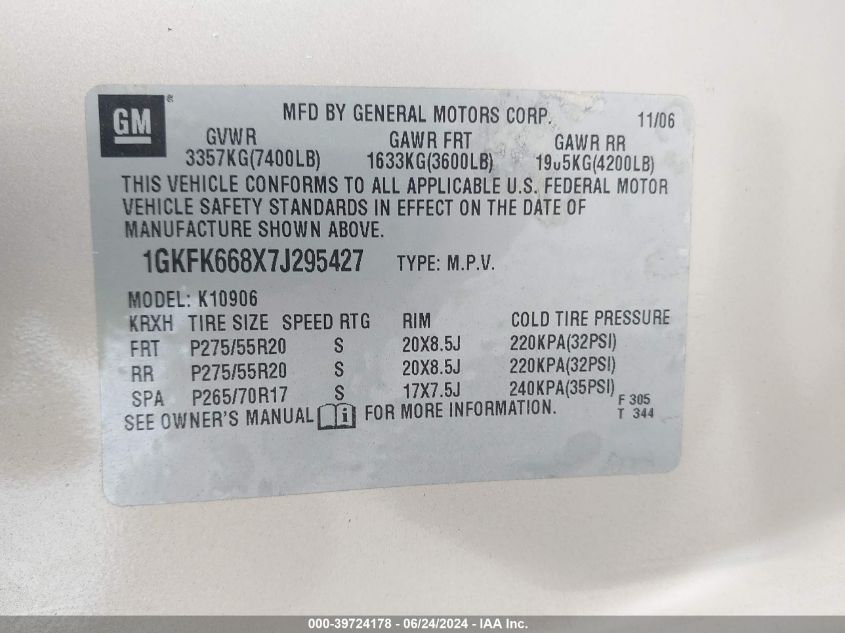 GM ®
MFD BY GENERAL MOTORS CORP. 11/06
GVWR GAWR FRT GAWR RR
3357KG(7400LB) 1633KG(3600LB) 1905KG(4200LB)
THIS VEHICLE CONFORMS TO ALL APPLICABLE U.S. FEDERAL MOTOR
VEHICLE SAFETY STANDARDS IN EFFECT ON THE DATE OF
MANUFACTURE SHOWN ABOVE.
1GKFK668X7J295427 TYPE: M.P.V.
MODEL: K10906
KRXH TIRE SIZE SPEED RTG RIM COLD TIRE PRESSURE
FRT P275/55R20 S 20X8.5J 220KPA(32PSI)
RR P275/55R20 S 20X8.5J 220KPA(32PSI)
SPA P265/70R17 S 17X7.5J 240KPA(35PSI) F 305
SEE OWNER'S MANUAL i FOR MORE INFORMATION. T 344
000-39724178 - 06/24/2024 - IAA Inc.